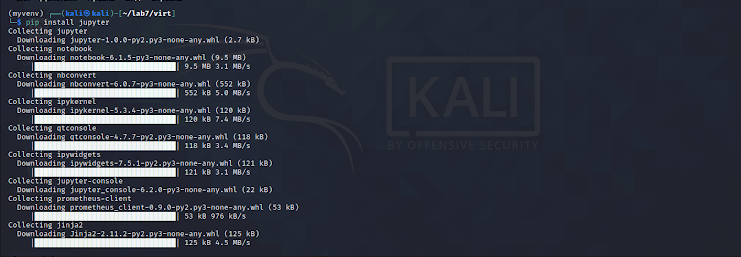 (myvenv) ┌──(kali㉿kali)-[~/lab7/virt]
└─$ pip install jupyter
Collecting jupyter
Downloading jupyter-1.0.0-py2.py3-none-any.whl (2.7 kB)
Collecting notebook
Downloading notebook-6.1.5-py3-none-any.whl (9.5 MB)
|████████████████████████████████| 9.5 MB 3.1 MB/s
Collecting nbconvert
Downloading nbconvert-6.0.7-py3-none-any.whl (552 kB)
|████████████████████████████████| 552 kB 5.0 MB/s
Collecting ipykernel
Downloading ipykernel-5.3.4-py3-none-any.whl (120 kB)
|████████████████████████████████| 120 kB 7.4 MB/s
Collecting qtconsole
Downloading qtconsole-4.7.7-py2.py3-none-any.whl (118 kB)
|████████████████████████████████| 118 kB 3.4 MB/s
Collecting ipywidgets
Downloading ipywidgets-7.5.1-py2.py3-none-any.whl (121 kB)
|████████████████████████████████| 121 kB 3.1 MB/s
Collecting jupyter-console
Downloading jupyter_console-6.2.0-py3-none-any.whl (22 kB)
Collecting prometheus-client
Downloading prometheus_client-0.9.0-py2.py3-none-any.whl (53 kB)
|████████████████████████████████| 53 kB 976 kB/s
Collecting jinja2
Downloading Jinja2-2.11.2-py2.py3-none-any.whl (125 kB)
|████████████████████████████████| 125 kB 4.5 MB/s
KALI
BY OFFENSIVE SECURITY